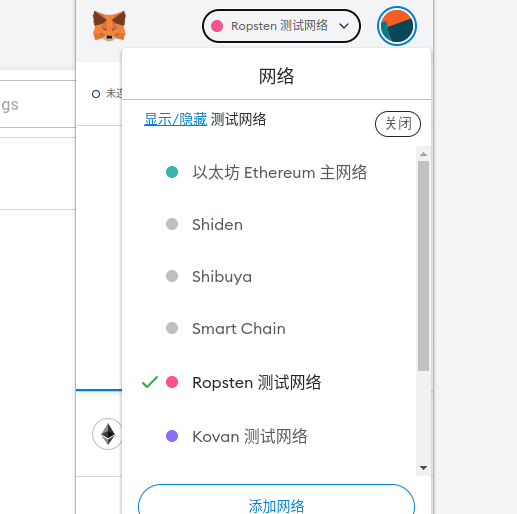 Ropsten 测试网络
网络
gs
未连
显示/隐藏 测试网络
关闭
以太坊 Ethereum 主网络
Shiden
Shibuya
Smart Chain
Ropsten 测试网络
Kovan 测试网络
添加网络